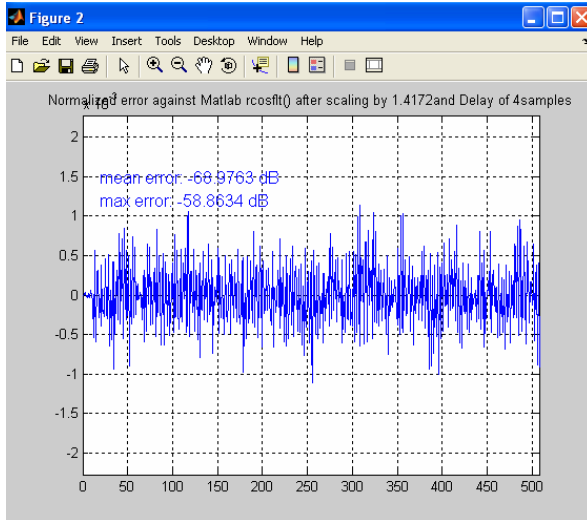 Figure 2
File Edit View Insert Tools Desktop Window Help
Normalized error against Matlab rcosflt() after scaling by 1.4172and Delay of 4samples
x 10-3
mean error: -68.9763 dB
max error: -58.8634 dB
2
1.5
1
0.5
0
-0.5
-1
-1.5
-2
0 50 100 150 200 250 300 350 400 450 500